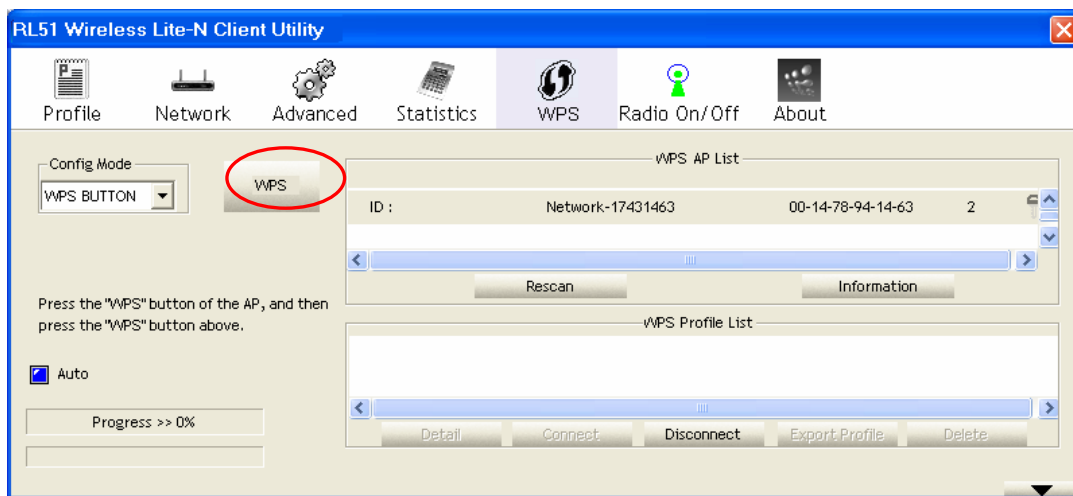 RL51 Wireless Lite-N Client Utility
Profile Network Advanced Statistics WPS Radio On/Off About
Config Mode
WPS BUTTON
WPS
WPS AP List
ID : Network-17431463 00-14-78-94-14-63 2
Rescan Information
Press the "WPS" button of the AP, and then
press the "WPS" button above.
WPS Profile List
Auto
Progress >> 0%
Detail Connect Disconnect Export Profile Delete